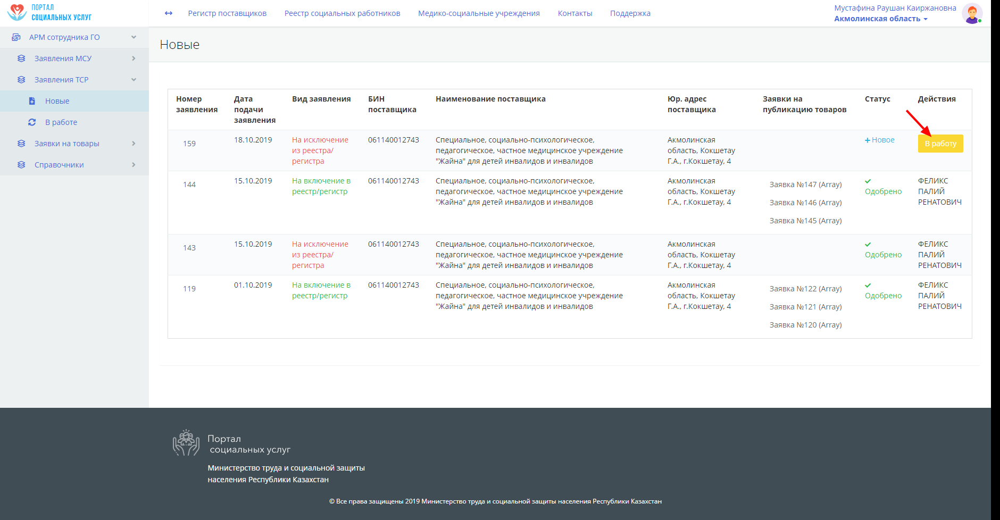 ПОРТАЛ
СОЦИАЛЬНЫХ УСЛУГ
Регистр поставщиков
Реестр социальных работников
Медико-социальные учреждения
Контакты
Поддержка
Мустафина Раушан Каиржановна
Акмолинская область
АРМ сотрудника ГО
Заявления МСУ
Заявления ТСР
Новые
В работе
Заявки на товары
Справочники
Новые
Номер
заявления
Дата
подачи
заявления
Вид заявления
БИН
поставщика
Наименование поставщика
Юр. адрес
поставщика
Заявки на
публикацию товаров
Статус
Действия
159
18.10.2019
На исключение
из реестра/
регистра
061140012743
Специальное, социально-психологическое,
педагогическое, частное медицинское учреждение
"Жайна" для детей инвалидов и инвалидов
Акмолинская
область, Кокшетау
Г.А., г.Кокшетау, 4
Новое
В работу
144
15.10.2019
На включение в
реестр/регистр
061140012743
Специальное, социально-психологическое,
педагогическое, частное медицинское учреждение
"Жайна" для детей инвалидов и инвалидов
Акмолинская
область, Кокшетау
Г.А., г.Кокшетау, 4
Заявка №147 (Array)
Заявка №146 (Array)
Заявка №145 (Array)
Одобрено
ФЕЛИКС
ПАЛИЙ
РЕНАТОВИЧ
143
15.10.2019
На исключение
из реестра/
регистра
061140012743
Специальное, социально-психологическое,
педагогическое, частное медицинское учреждение
"Жайна" для детей инвалидов и инвалидов
Акмолинская
область, Кокшетау
Г.А., г.Кокшетау, 4
Одобрено
ФЕЛИКС
ПАЛИЙ
РЕНАТОВИЧ
119
01.10.2019
На включение в
реестр/регистр
061140012743
Специальное, социально-психологическое,
педагогическое, частное медицинское учреждение
"Жайна" для детей инвалидов и инвалидов
Акмолинская
область, Кокшетау
Г.А., г.Кокшетау, 4
Заявка №122 (Array)
Заявка №121 (Array)
Заявка №120 (Array)
Одобрено
ФЕЛИКС
ПАЛИЙ
РЕНАТОВИЧ
Портал
социальных услуг
Министерство труда и социальной защиты
населения Республики Казахстан
© Все права защищены 2019 Министерство труда и социальной защиты населения Республики Казахстан